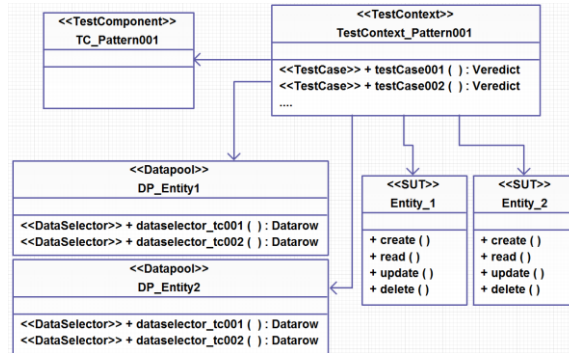 <<TestComponent>>
TC_Pattern001
<<TestContext>>
TestContext_Pattern001
<<TestCase>> + testCase001 ( ) : Veredict
<<TestCase>> + testCase002 ( ) : Veredict
....
<<Datapool>>
DP_Entity1
<<DataSelector>> + dataselector_tc001 ( ) : Datarow
<<DataSelector>> + dataselector_tc002 ( ) : Datarow
<<Datapool>>
DP_Entity2
<<DataSelector>> + dataselector_tc001 ( ) : Datarow
<<DataSelector>> + dataselector_tc002 ( ) : Datarow
<<SUT>>
Entity_1
+ create ( )
+ read ( )
+ update ( )
+ delete ( )
<<SUT>>
Entity_2
+ create ( )
+ read ( )
+ update ( )
+ delete ( )